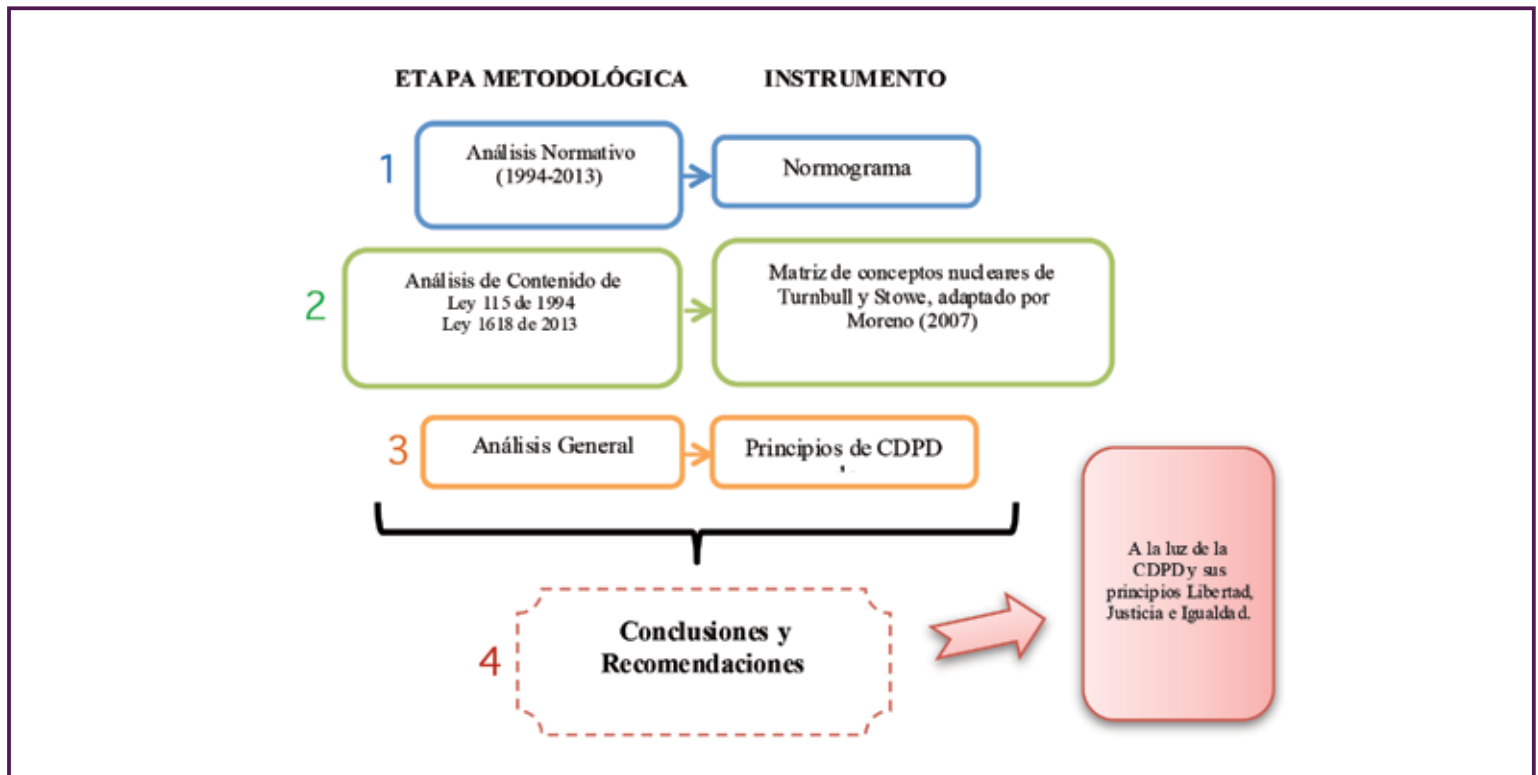 ETAPA METODOLÓGICA INSTRUMENTO
1
Análisis Normativo
(1994-2013)
Normograma
2
Análisis de Contenido de
Ley 115 de 1994
Ley 1618 de 2013
Matriz de conceptos nucleares de
Turnbull y Stowe, adaptado por
Moreno (2007)
3
Análisis General
Principios de CDPD
4
Conclusiones y
Recomendaciones
A la luz de la
CDPD y sus
principios Libertad,
Justicia e Igualdad.